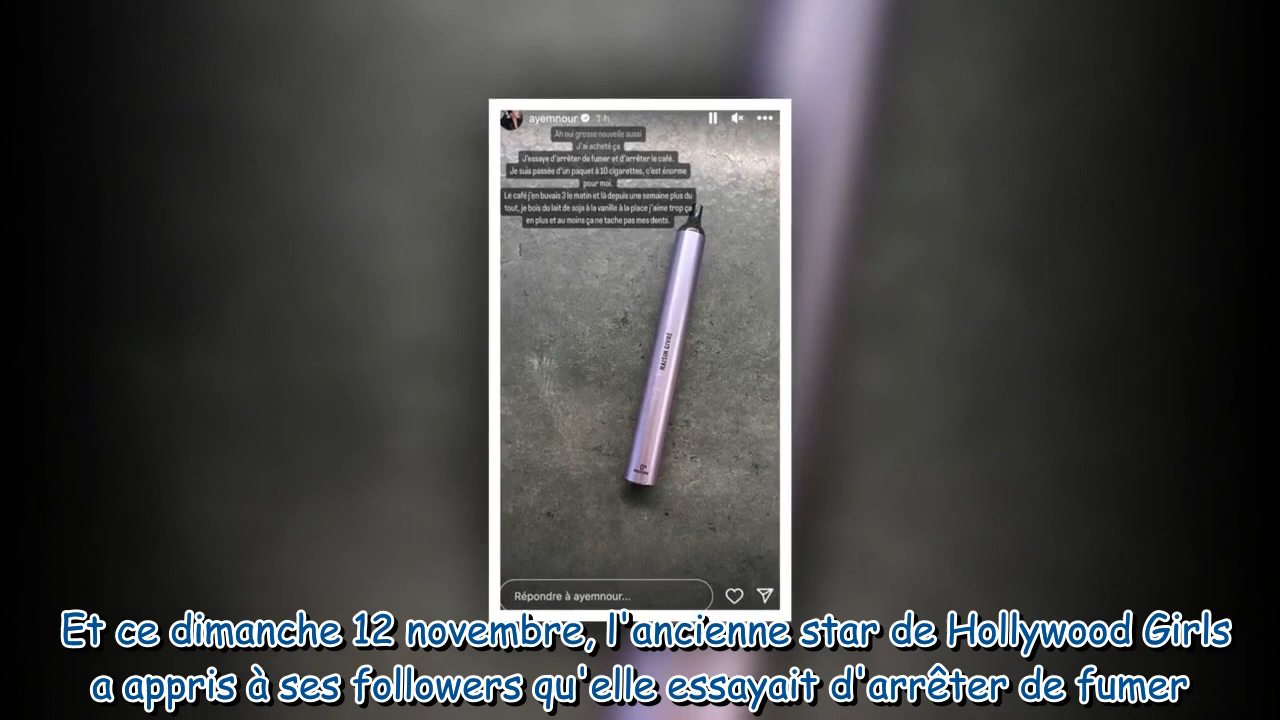 ayemnour 1 h
Ah oui grosse nouvelle aussi
J'ai acheté ça
J'essaye d'arrêter de fumer et d'arrêter le café.
Je suis passée d'un paquet à 10 cigarettes, c'est énorme
pour moi.
Le café j'en buvais 3 le matin et là depuis une semaine plus du
tout, je bois du lait de soja à la vanille à la place j'aime trop ça
en plus et au moins ça ne tache pas mes dents.
RAISIN GIVRÉ
Répondre à ayemnour...
Et ce dimanche 12 novembre, l'ancienne star de Hollywood Girls
a appris à ses followers qu'elle essayait d'arrêter de fumer